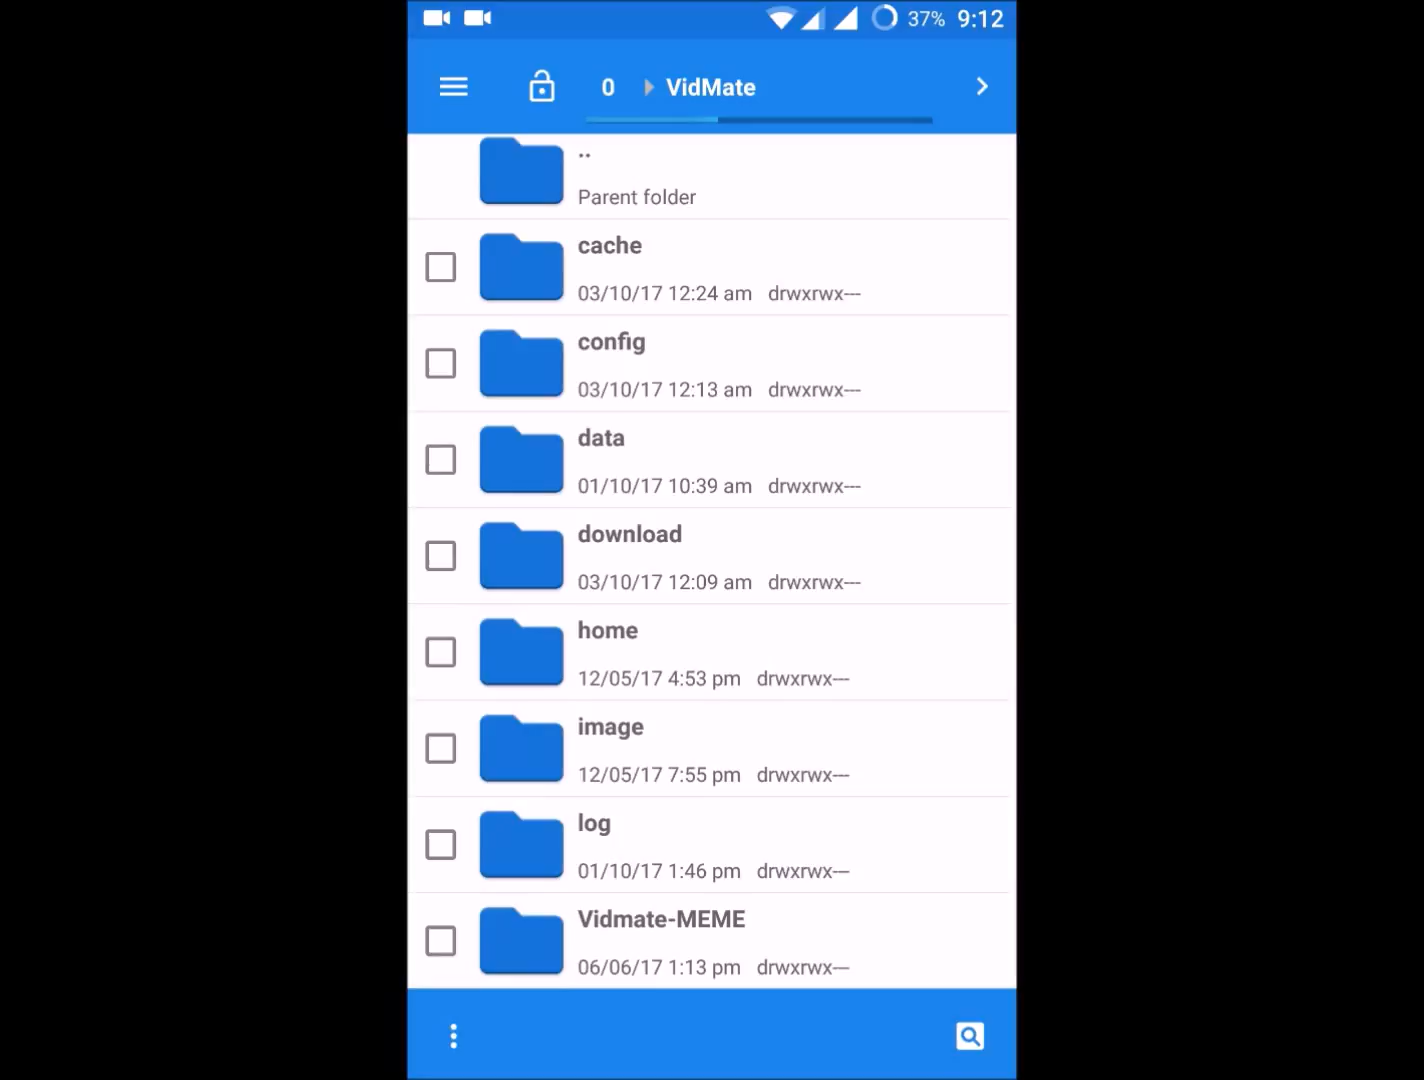 37% 9:12
0 VidMate
..
Parent folder
cache
03/10/17 12:24 am drwxrwx---
config
03/10/17 12:13 am drwxrwx---
data
01/10/17 10:39 am drwxrwx---
download
03/10/17 12:09 am drwxrwx---
home
12/05/17 4:53 pm drwxrwx---
image
12/05/17 7:55 pm drwxrwx---
log
01/10/17 1:46 pm drwxrwx---
Vidmate-MEME
06/06/17 1:13 pm drwxrwx---